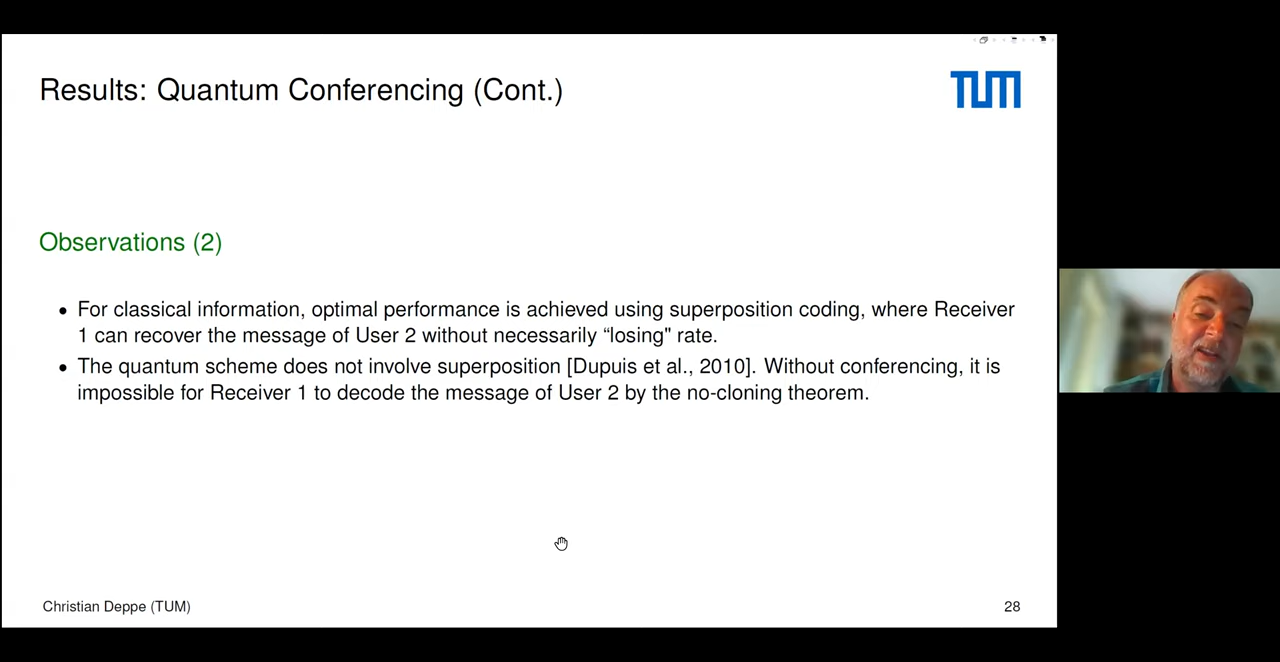 Results: Quantum Conferencing (Cont.)
TUM
Observations (2)
• For classical information, optimal performance is achieved using superposition coding, where Receiver
1 can recover the message of User 2 without necessarily “losing" rate.
• The quantum scheme does not involve superposition [Dupuis et al., 2010]. Without conferencing, it is
impossible for Receiver 1 to decode the message of User 2 by the no-cloning theorem.
Christian Deppe (TUM)
28